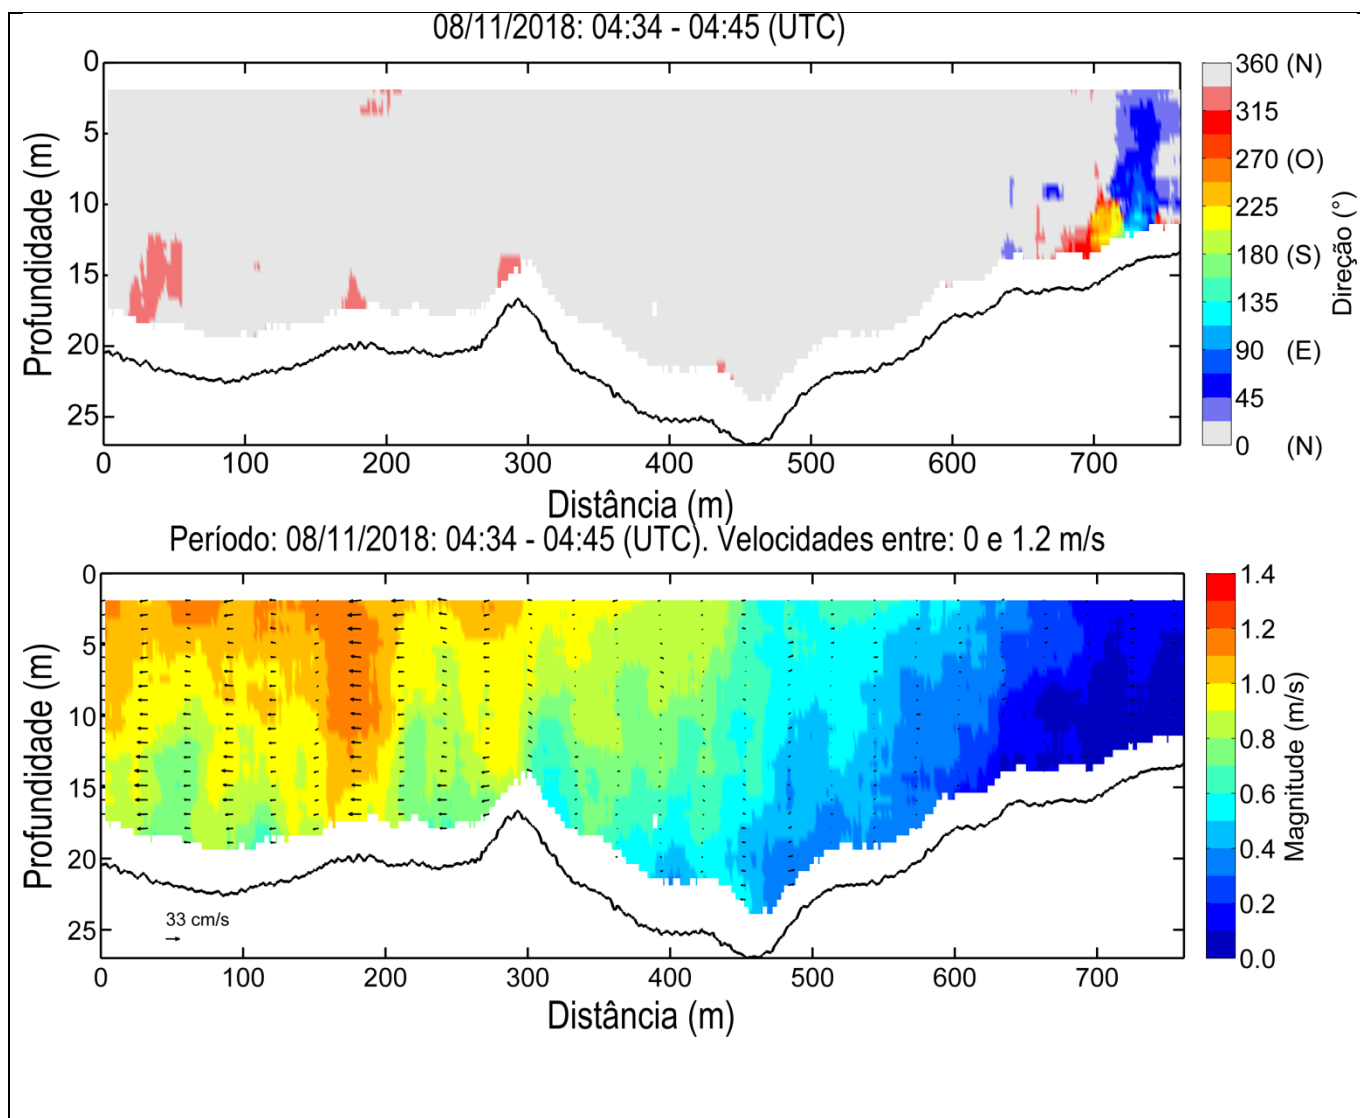 08/11/2018: 04:34 - 04:45 (UTC)
0
5
10
15
20
25
Profundidade (m)
0 100 200 300 400 500 600 700
Distância (m)
360 (N)
315
270 (O)
225
180 (S)
135
90 (E)
45
0 (N)
Direção (°)
Período: 08/11/2018: 04:34 - 04:45 (UTC). Velocidades entre: 0 e 1.2 m/s
0
5
10
15
20
25
Profundidade (m)
33 cm/s
0 100 200 300 400 500 600 700
Distância (m)
1.4
1.2
1.0
0.8
0.6
0.4
0.2
0.0
Magnitude (m/s)